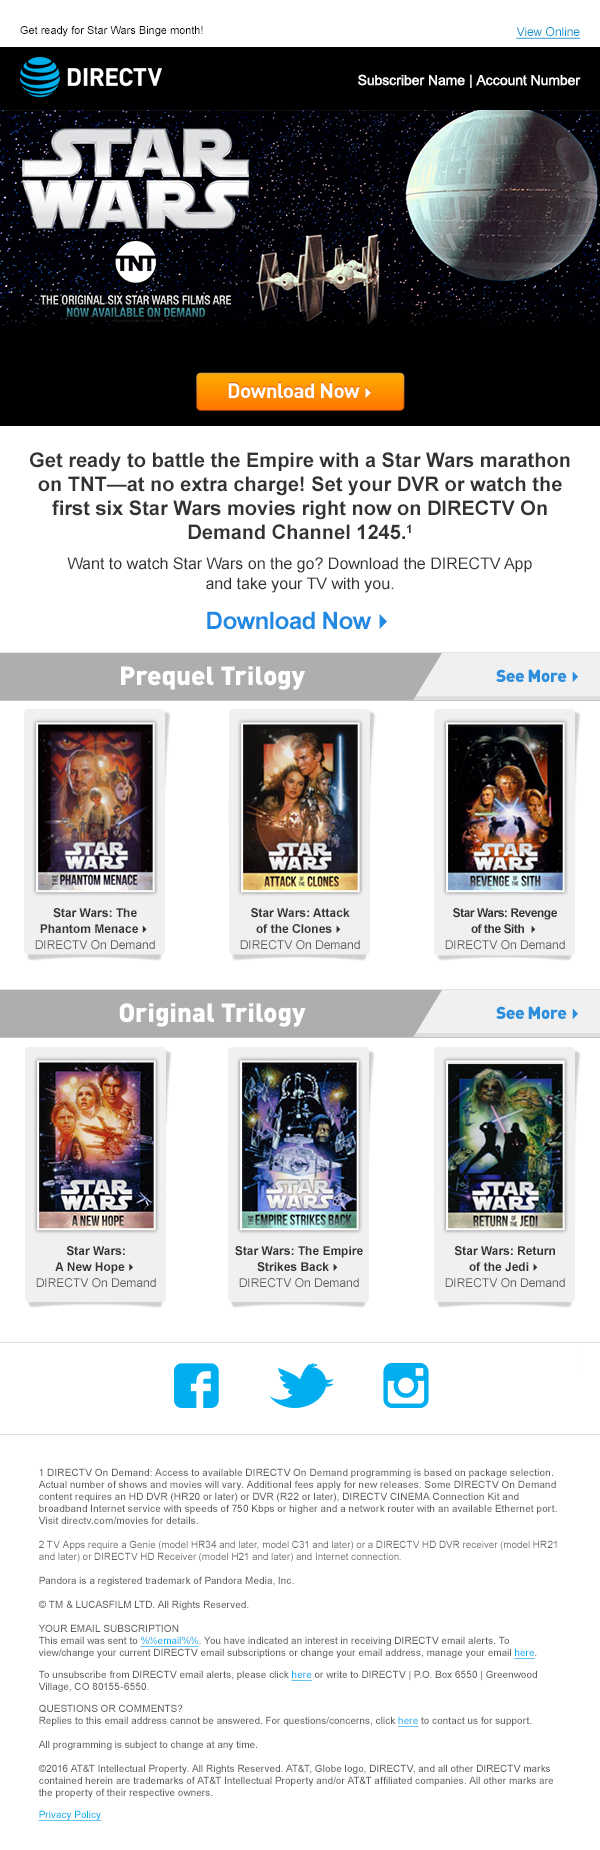 Get ready for Star Wars Binge month!
View Online
DIRECTV
Subscriber Name | Account Number
STAR
WARS
TNT
THE ORIGINAL SIX STAR WARS FILMS ARE
NOW AVAILABLE ON DEMAND
Download Now
Get ready to battle the Empire with a Star Wars marathon
on TNT—at no extra charge! Set your DVR or watch the
first six Star Wars movies right now on DIRECTV On
Demand Channel 1245.¹
Want to watch Star Wars on the go? Download the DIRECTV App
and take your TV with you.
Download Now
Prequel Trilogy
See More
STAR
WARS
THE PHANTOM MENACE
STAR
WARS
ATTACK OF THE CLONES
STAR
WARS
REVENGE OF THE SITH
Star Wars: The
Phantom Menace
DIRECTV On Demand
Star Wars: Attack
of the Clones
DIRECTV On Demand
Star Wars: Revenge
of the Sith
DIRECTV On Demand
Original Trilogy
See More
STAR
WARS
A NEW HOPE
STAR
WARS
THE EMPIRE STRIKES BACK
STAR
WARS
RETURN OF THE JEDI
Star Wars:
A New Hope
DIRECTV On Demand
Star Wars: The Empire
Strikes Back
DIRECTV On Demand
Star Wars: Return
of the Jedi
DIRECTV On Demand
1 DIRECTV On Demand: Access to available DIRECTV On Demand programming is based on package selection.
Actual number of shows and movies will vary. Additional fees apply for new releases. Some DIRECTV On Demand
content requires an HD DVR (HR20 or later) or DVR (R22 or later), DIRECTV CINEMA Connection Kit and
broadband Internet service with speeds of 750 Kbps or higher and a network router with an available Ethernet port.
Visit directv.com/movies for details.
2 TV Apps require a Genie (model HR34 and later, model C31 and later) or a DIRECTV HD DVR receiver (model HR21
and later) or DIRECTV HD Receiver (model H21 and later) and Internet connection.
Pandora is a registered trademark of Pandora Media, Inc.
© TM & LUCASFILM LTD. All Rights Reserved.
YOUR EMAIL SUBSCRIPTION
This email was sent to %%email%%. You have indicated an interest in receiving DIRECTV email alerts. To
view/change your current DIRECTV email subscriptions or change your email address, manage your email here.
To unsubscribe from DIRECTV email alerts, please click here or write to DIRECTV | P.O. Box 6550 | Greenwood
Village, CO 80155-6550.
QUESTIONS OR COMMENTS?
Replies to this email address cannot be answered. For questions/concerns, click here to contact us for support.
All programming is subject to change at any time.
©2016 AT&T Intellectual Property. All Rights Reserved. AT&T, Globe logo, DIRECTV, and all other DIRECTV marks
contained herein are trademarks of AT&T Intellectual Property and/or AT&T affiliated companies. All other marks are
the property of their respective owners.
Privacy Policy